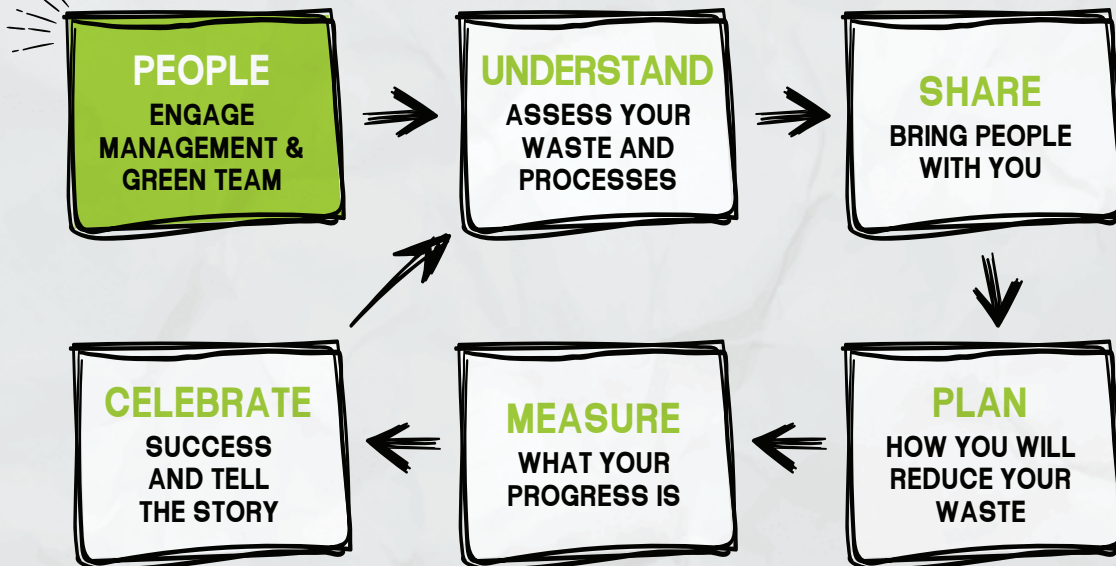 PEOPLE
ENGAGE
MANAGEMENT &
GREEN TEAM
UNDERSTAND
ASSESS YOUR
WASTE AND
PROCESSES
SHARE
BRING PEOPLE
WITH YOU
PLAN
HOW YOU WILL
REDUCE YOUR
WASTE
MEASURE
WHAT YOUR
PROGRESS IS
CELEBRATE
SUCCESS
AND TELL
THE STORY